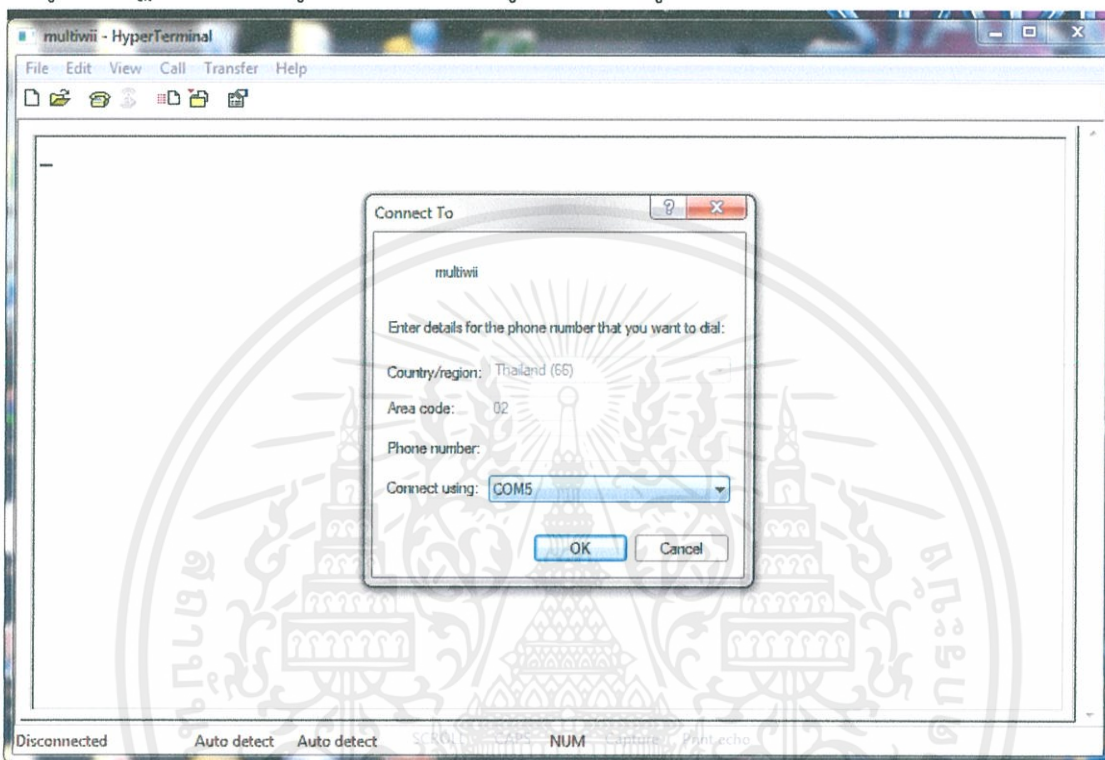 multiwii - HyperTerminal
File Edit View Call Transfer Help
Connect To
multiwii
Enter details for the phone number that you want to dial:
Country/region: Thailand (66)
Area code: 02
Phone number:
Connect using: COM5
OK Cancel
Disconnected Auto detect Auto detect SCROLL CAPS NUM Capture Print echo